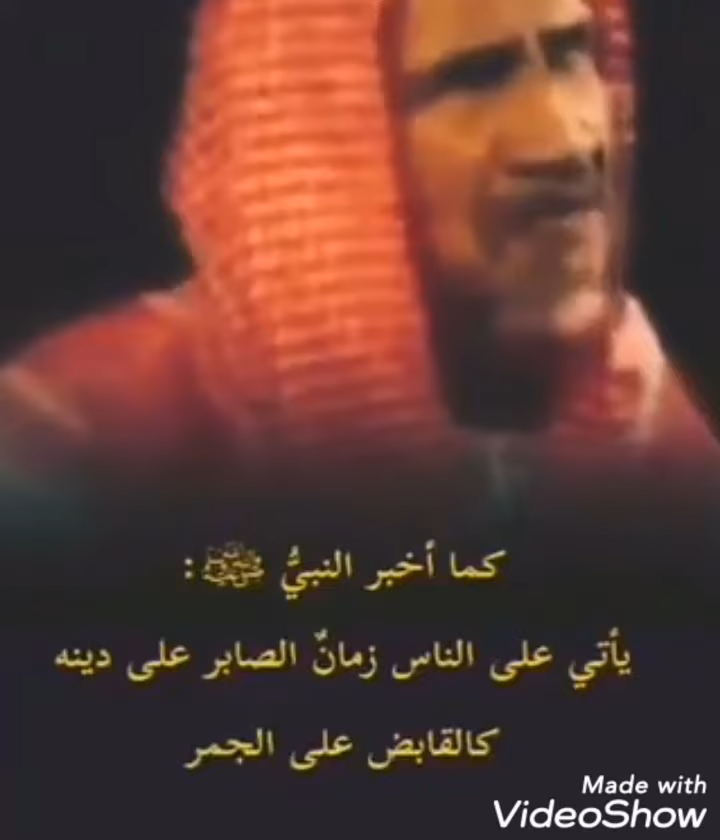 كما أخبر النبيُّ ﷺ :
يأتي على الناس زمانٌ الصابر على دينه
كالقابض على الجمر
Made with
VideoShow